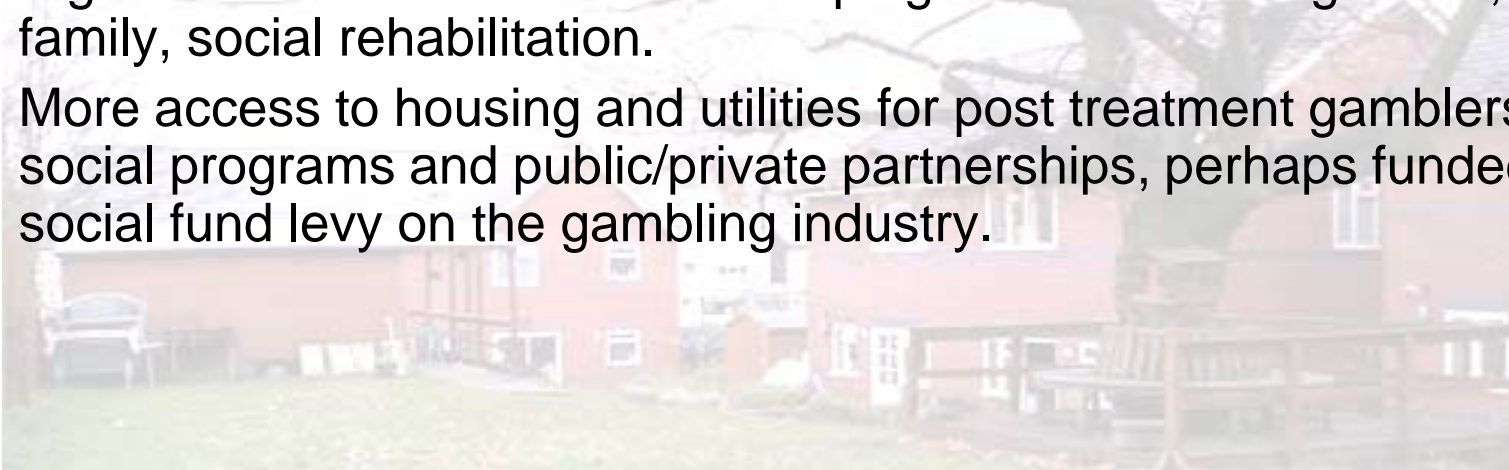 family, social rehabilitation.
More access to housing and utilities for post treatment gamblers
social programs and public/private partnerships, perhaps funded
social fund levy on the gambling industry.